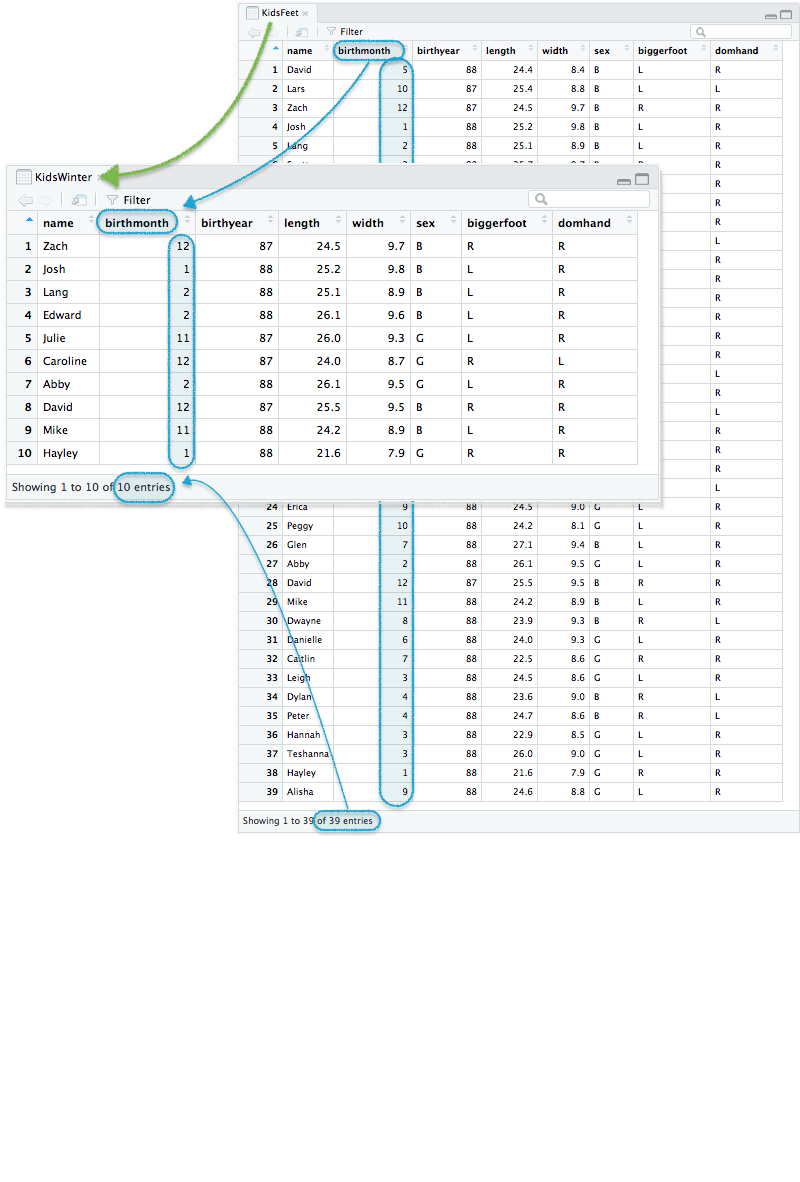 KidsFeet
Filter
name birthmonth birthyear length width sex biggerfoot domhand
1 David 5 88 24.4 8.4 B L R
2 Lars 10 87 25.4 8.8 B L L
3 Zach 12 87 24.5 9.7 B R R
4 Josh 1 88 25.2 9.8 B L R
5 Lang 2 88 25.1 8.9 B L R
KidsWinter
Filter
name birthmonth birthyear length width sex biggerfoot domhand
1 Zach 12 87 24.5 9.7 B R R
2 Josh 1 88 25.2 9.8 B L R
3 Lang 2 88 25.1 8.9 B L R
4 Edward 2 88 26.1 9.6 B L R
5 Julie 11 87 26.0 9.3 G L R
6 Caroline 12 87 24.0 8.7 G R L
7 Abby 2 88 26.1 9.5 G L R
8 David 12 87 25.5 9.5 B R R
9 Mike 11 88 24.2 8.9 B L R
10 Hayley 1 88 21.6 7.9 G R R
Showing 1 to 10 of 10 entries
R
R
R
L
R
R
R
R
R
R
L
R
L
R
R
R
L
24 Erica 9 88 24.5 9.0 G L R
25 Peggy 10 88 24.2 8.1 G L R
26 Glen 7 88 27.1 9.4 B L R
27 Abby 2 88 26.1 9.5 G L R
28 David 12 87 25.5 9.5 B R R
29 Mike 11 88 24.2 8.9 B L R
30 Dwayne 8 88 23.9 9.3 B R L
31 Danielle 6 88 24.0 9.3 G L R
32 Caitlin 7 88 22.5 8.6 G R R
33 Leigh 3 88 24.5 8.6 G L R
34 Dylan 4 88 23.6 9.0 B R L
35 Peter 4 88 24.7 8.6 B R L
36 Hannah 3 88 22.9 8.5 G L R
37 Teshanna 3 88 26.0 9.0 G L R
38 Hayley 1 88 21.6 7.9 G R R
39 Alisha 9 88 24.6 8.8 G L R
Showing 1 to 39 of 39 entries